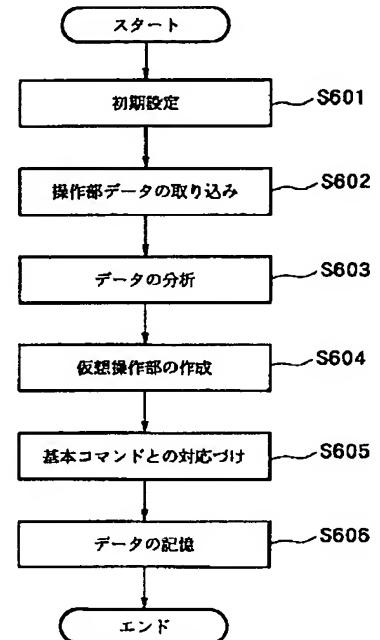 スタート
初期設定 S601
操作部データの取り込み S602
データの分析 S603
仮想操作部の作成 S604
基本コマンドとの対応づけ S605
データの記憶 S606
エンド